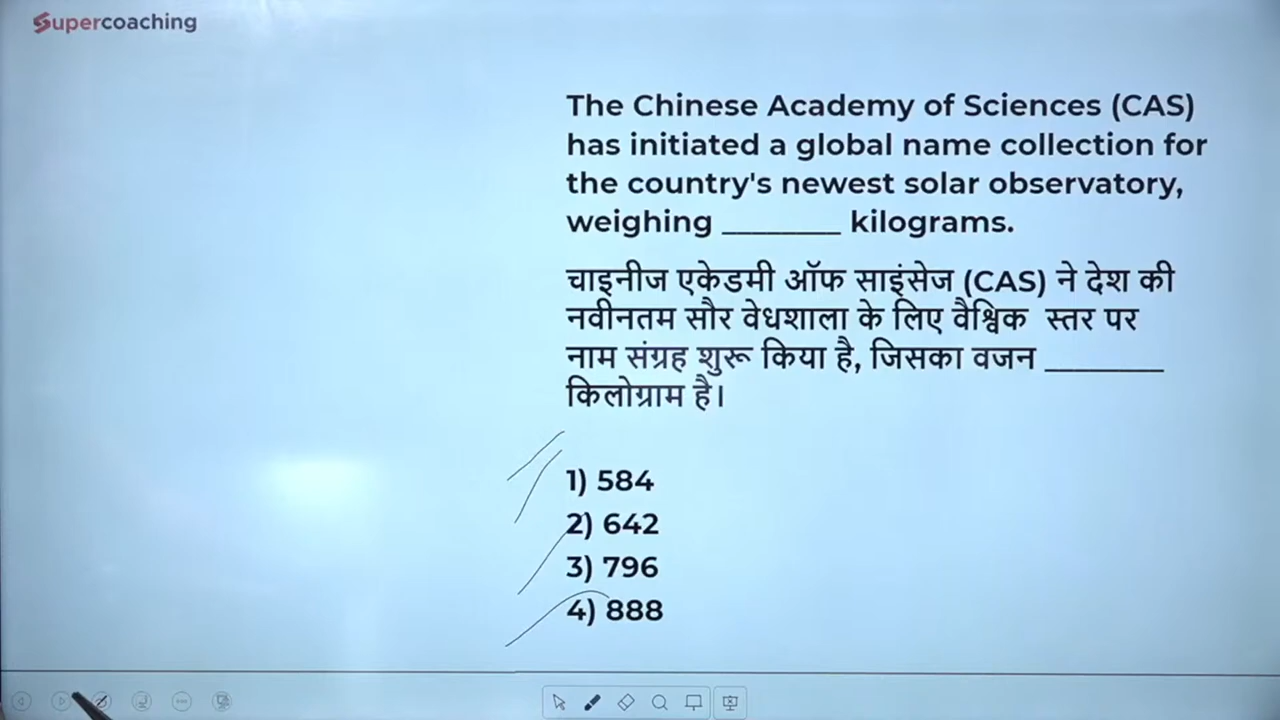 Supercoaching
The Chinese Academy of Sciences (CAS)
has initiated a global name collection for
the country's newest solar observatory,
weighing ________ kilograms.
चाइनीज एकेडमी ऑफ साइंसेज (CAS) ने देश की
नवीनतम सौर वेधशाला के लिए वैश्विक स्तर पर
नाम संग्रह शुरू किया है, जिसका वजन ________
किलोग्राम है।
1) 584
2) 642
3) 796
4) 888